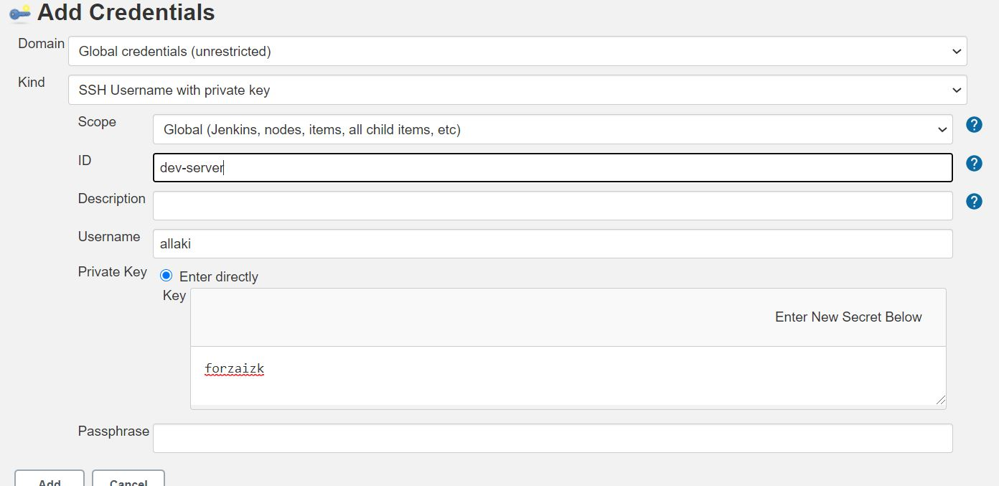 Add Credentials
Domain
Global credentials (unrestricted)
Kind
SSH Username with private key
Scope
Global (Jenkins, nodes, items, all child items, etc)
ID
dev-server
Description
Username
allaki
Private Key
Enter directly
Key
Enter New Secret Below
forzaizk
Passphrase
Add
Cancel